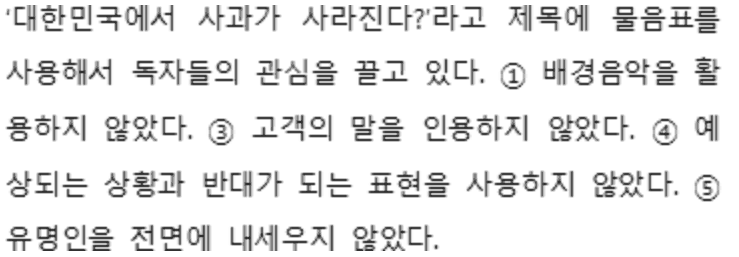 '대한민국에서 사과가 사라진다?'라고 제목에 물음표를
사용해서 독자들의 관심을 끌고 있다. ① 배경음악을 활
용하지 않았다. ③ 고객의 말을 인용하지 않았다. ④ 예
상되는 상황과 반대가 되는 표현을 사용하지 않았다. ⑤
유명인을 전면에 내세우지 않았다.